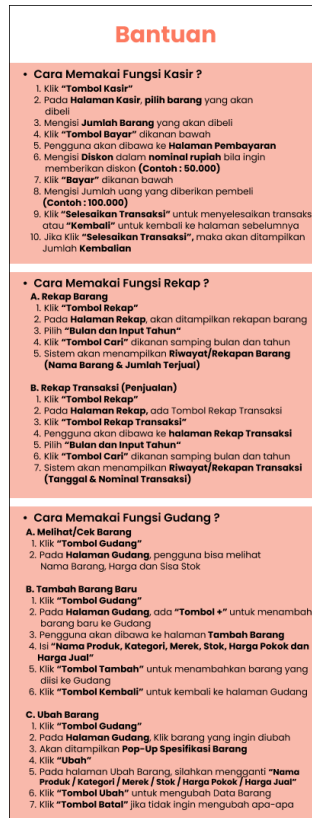 Bantuan
• Cara Memakai Fungsi Kasir ?
1. Klik “Tombol Kasir”
2. Pada Halaman Kasir, pilih barang yang akan
dibeli
3. Mengisi Jumlah Barang yang akan dibeli
4. Klik “Tombol Bayar” dikanan bawah
5. Pengguna akan dibawa ke Halaman Pembayaran
6. Mengisi Diskon dalam nominal rupiah bila ingin
memberikan diskon (Contoh : 50.000)
7. Klik “Bayar” dikanan bawah
8. Mengisi Jumlah uang yang diberikan pembeli
(Contoh : 100.000)
9. Klik “Selesaikan Transaksi” untuk menyelesaikan transaks
atau “Kembali” untuk kembali ke halaman sebelumnya
10. Jika Klik “Selesaikan Transaksi”, maka akan ditampilkan
Jumlah Kembalian
• Cara Memakai Fungsi Rekap ?
A. Rekap Barang
1. Klik “Tombol Rekap”
2. Pada Halaman Rekap, akan ditampilkan rekapan barang
3. Pilih “Bulan dan Input Tahun“
4. Klik “Tombol Cari” dikanan samping bulan dan tahun
5. Sistem akan menampilkan Riwayat/Rekapan Barang
(Nama Barang & Jumlah Terjual)
B. Rekap Transaksi (Penjualan)
1. Klik “Tombol Rekap”
2. Pada Halaman Rekap, ada Tombol Rekap Transaksi
3. Klik “Tombol Rekap Transaksi”
4. Pengguna akan dibawa ke halaman Rekap Transaksi
5. Pilih “Bulan dan Input Tahun“
6. Klik “Tombol Cari” dikanan samping bulan dan tahun
7. Sistem akan menampilkan Riwayat/Rekapan Transaksi
(Tanggal & Nominal Transaksi)
• Cara Memakai Fungsi Gudang ?
A. Melihat/Cek Barang
1. Klik “Tombol Gudang”
2. Pada Halaman Gudang, pengguna bisa melihat
Nama Barang, Harga dan Sisa Stok
B. Tambah Barang Baru
1. Klik “Tombol Gudang”
2. Pada Halaman Gudang, ada “Tombol +” untuk menambah
barang baru ke Gudang
3. Pengguna akan dibawa ke halaman Tambah Barang
4. Isi “Nama Produk, Kategori, Merek, Stok, Harga Pokok dan
Harga Jual”
5. Klik “Tombol Tambah” untuk menambahkan barang yang
diisi ke Gudang
6. Klik “Tombol Kembali” untuk kembali ke halaman Gudang
C. Ubah Barang
1. Klik “Tombol Gudang”
2. Pada Halaman Gudang, Klik barang yang ingin diubah
3. Akan ditampilkan Pop-Up Spesifikasi Barang
4. Klik “Ubah”
5. Pada halaman Ubah Barang, silahkan mengganti “Nama
Produk / Kategori / Merek / Stok / Harga Pokok / Harga Jual”
6. Klik “Tombol Ubah” untuk mengubah Data Barang
7. Klik “Tombol Batal” jika tidak ingin mengubah apa-apa